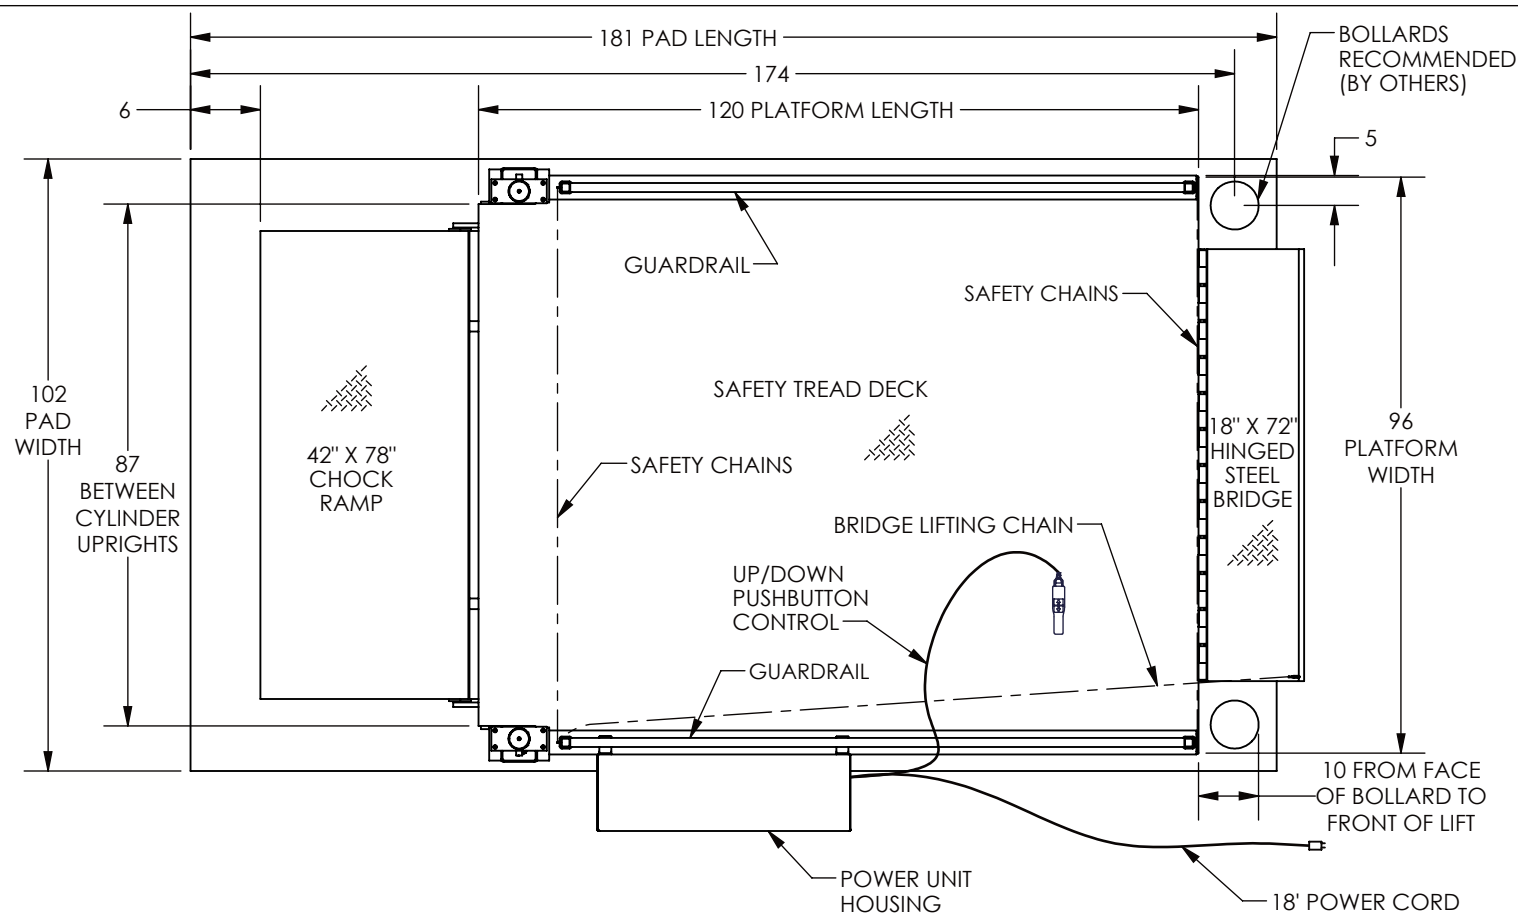 181 PAD LENGTH
BOLLARDS
RECOMMENDED
(BY OTHERS)
174
6
120 PLATFORM LENGTH
5
GUARDRAIL
SAFETY CHAINS
SAFETY TREAD DECK
102
PAD
WIDTH
87
BETWEEN
CYLINDER
UPRIGHTS
42" X 78"
CHOCK
RAMP
SAFETY CHAINS
18" X 72"
HINGED
STEEL
BRIDGE
96
PLATFORM
WIDTH
BRIDGE LIFTING CHAIN
UP/DOWN
PUSHBUTTON
CONTROL
GUARDRAIL
10 FROM FACE
OF BOLLARD TO
FRONT OF LIFT
POWER UNIT
HOUSING
18' POWER CORD